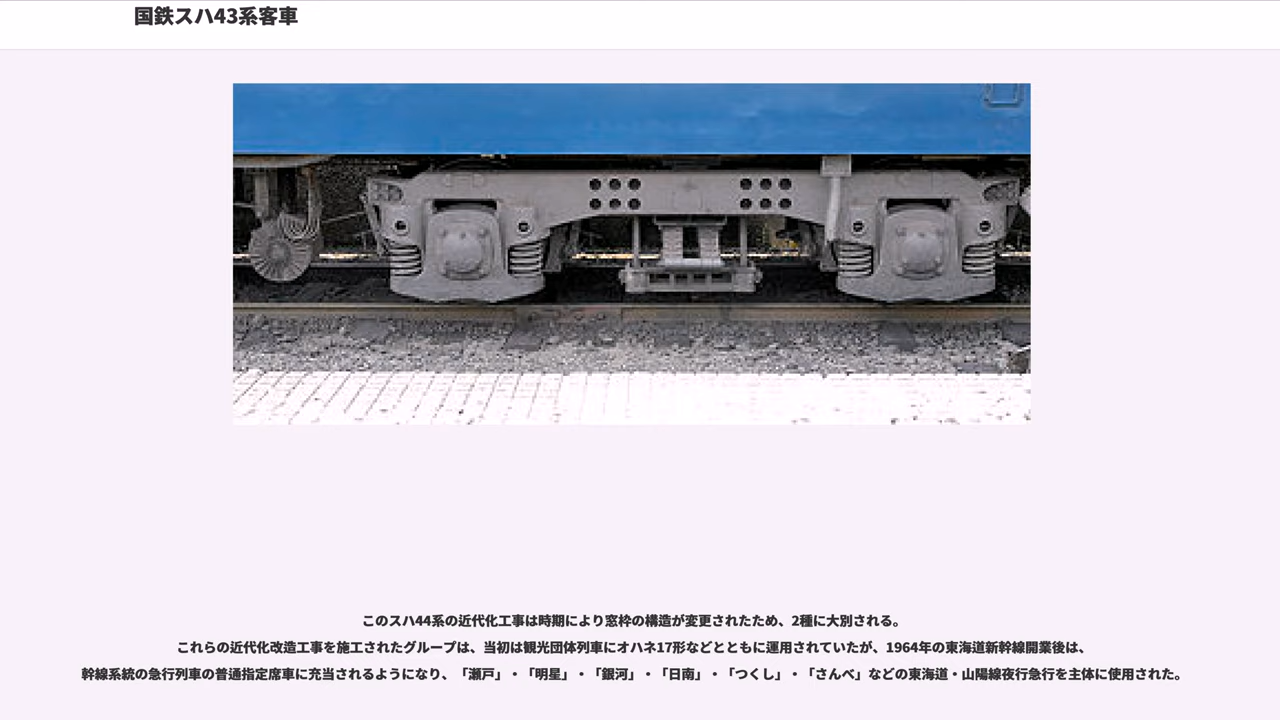 国鉄スハ43系客車
このスハ44系の近代化工事は時期により窓枠の構造が変更されたため、2種に大別される。
これらの近代化改造工事を施工されたグループは、当初は観光団体列車にオハネ17形などとともに運用されていたが、1964年の東海道新幹線開業後は、
幹線系統の急行列車の普通指定席車に充当されるようになり、「瀬戸」・「明星」・「銀河」・「日南」・「つくし」・「さんべ」などの東海道・山陽線夜行急行を主体に使用された。